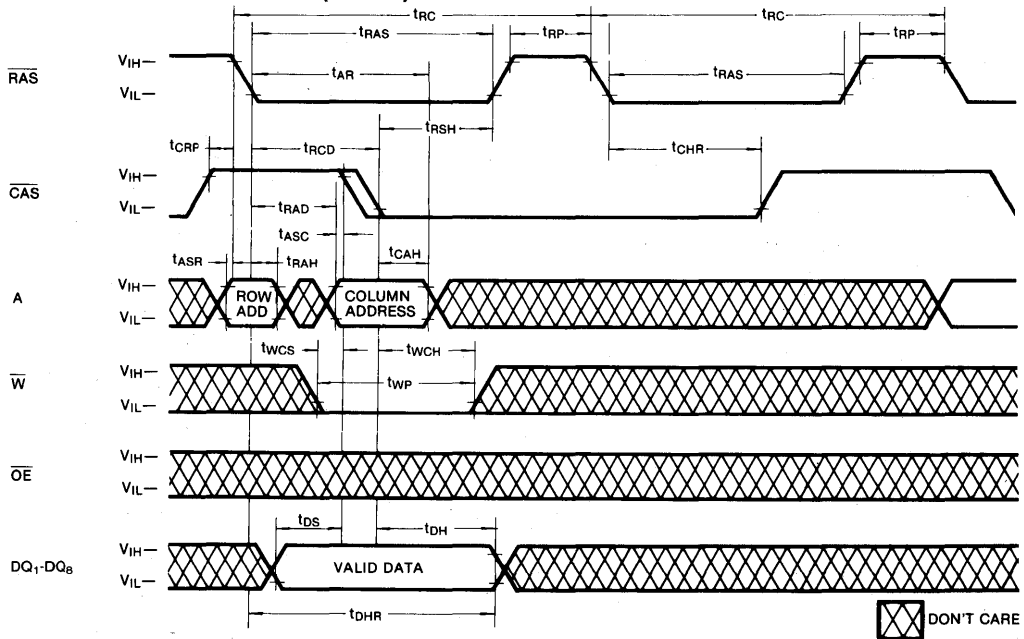 tRC tRC
tRAS tRP tRP
RAS VIH— tAR tRAS
VIL—
tRSH
tCRP tRCD tCHR
CAS VIH—
VIL— tRAD
tASC
tASR tRAH tCAH
A VIH— ROW COLUMN
VIL— ADD ADDRESS
tWCS tWCH
W VIH— tWP
VIL—
OE VIH—
VIL—
tDS tDH
DQ1-DQ8 VIH—
VIL— VALID DATA
tDHR
DON'T CARE